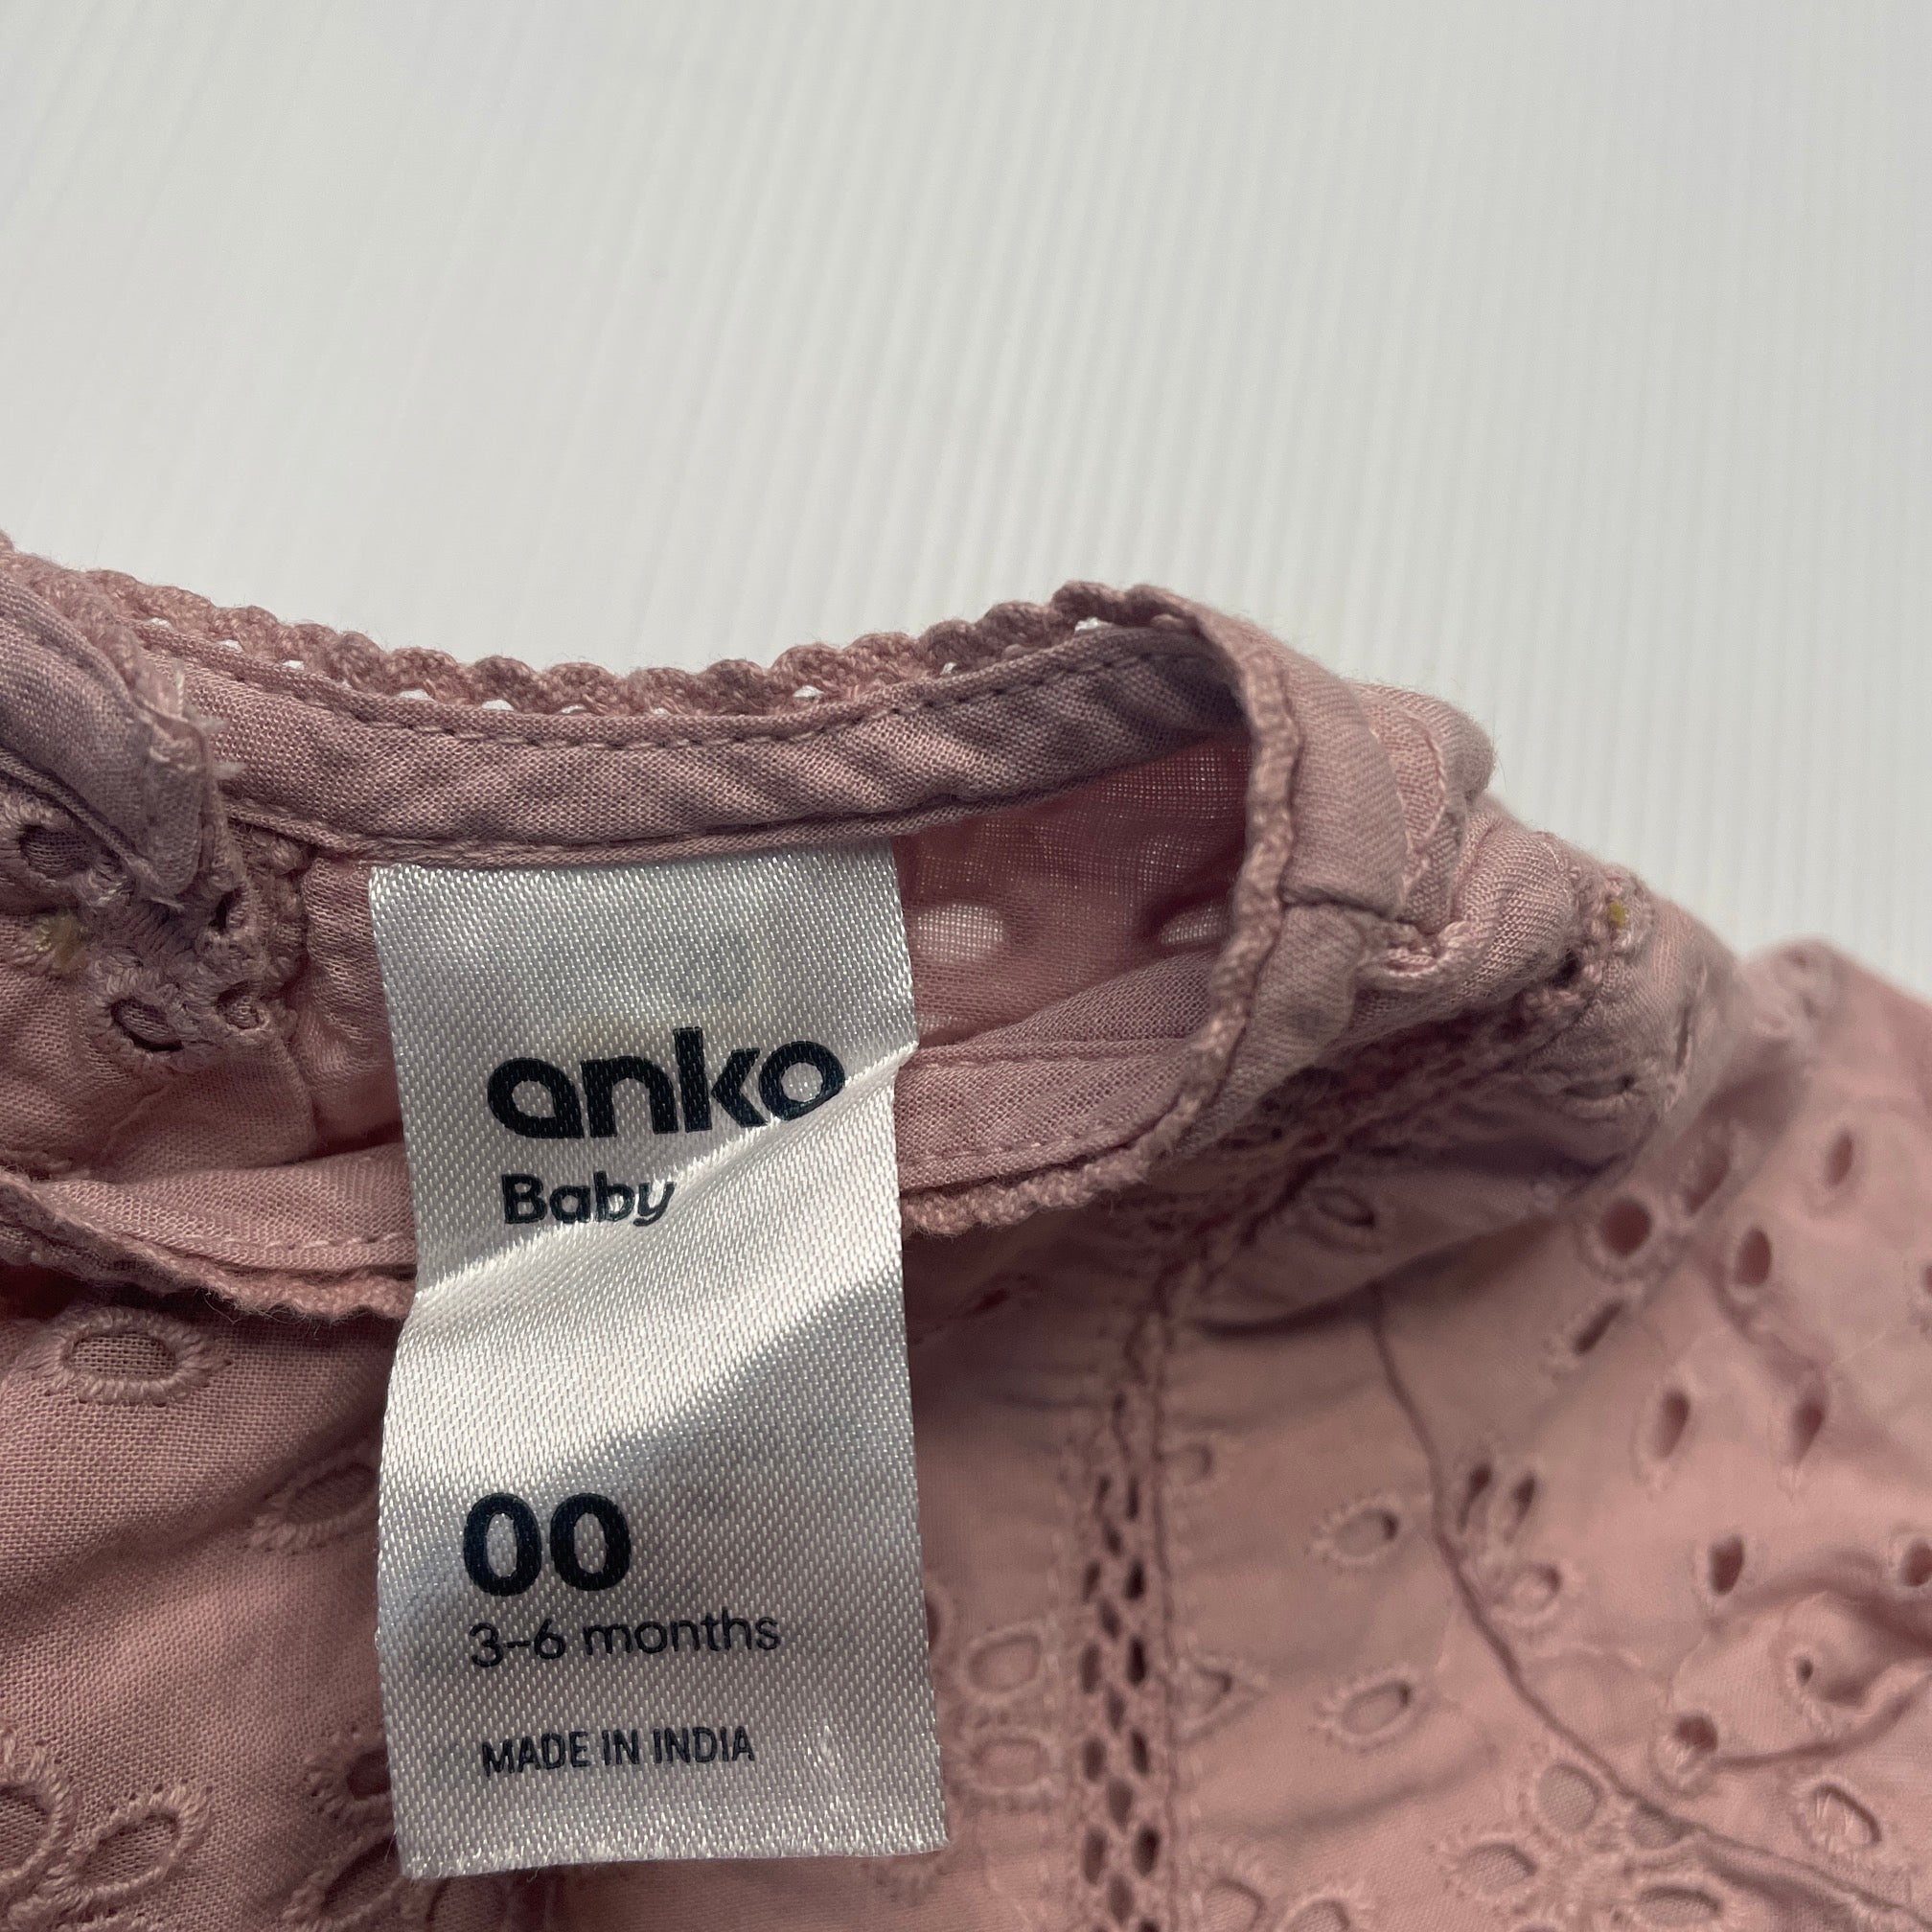 anko
Baby
00
3-6 months
MADE IN INDIA